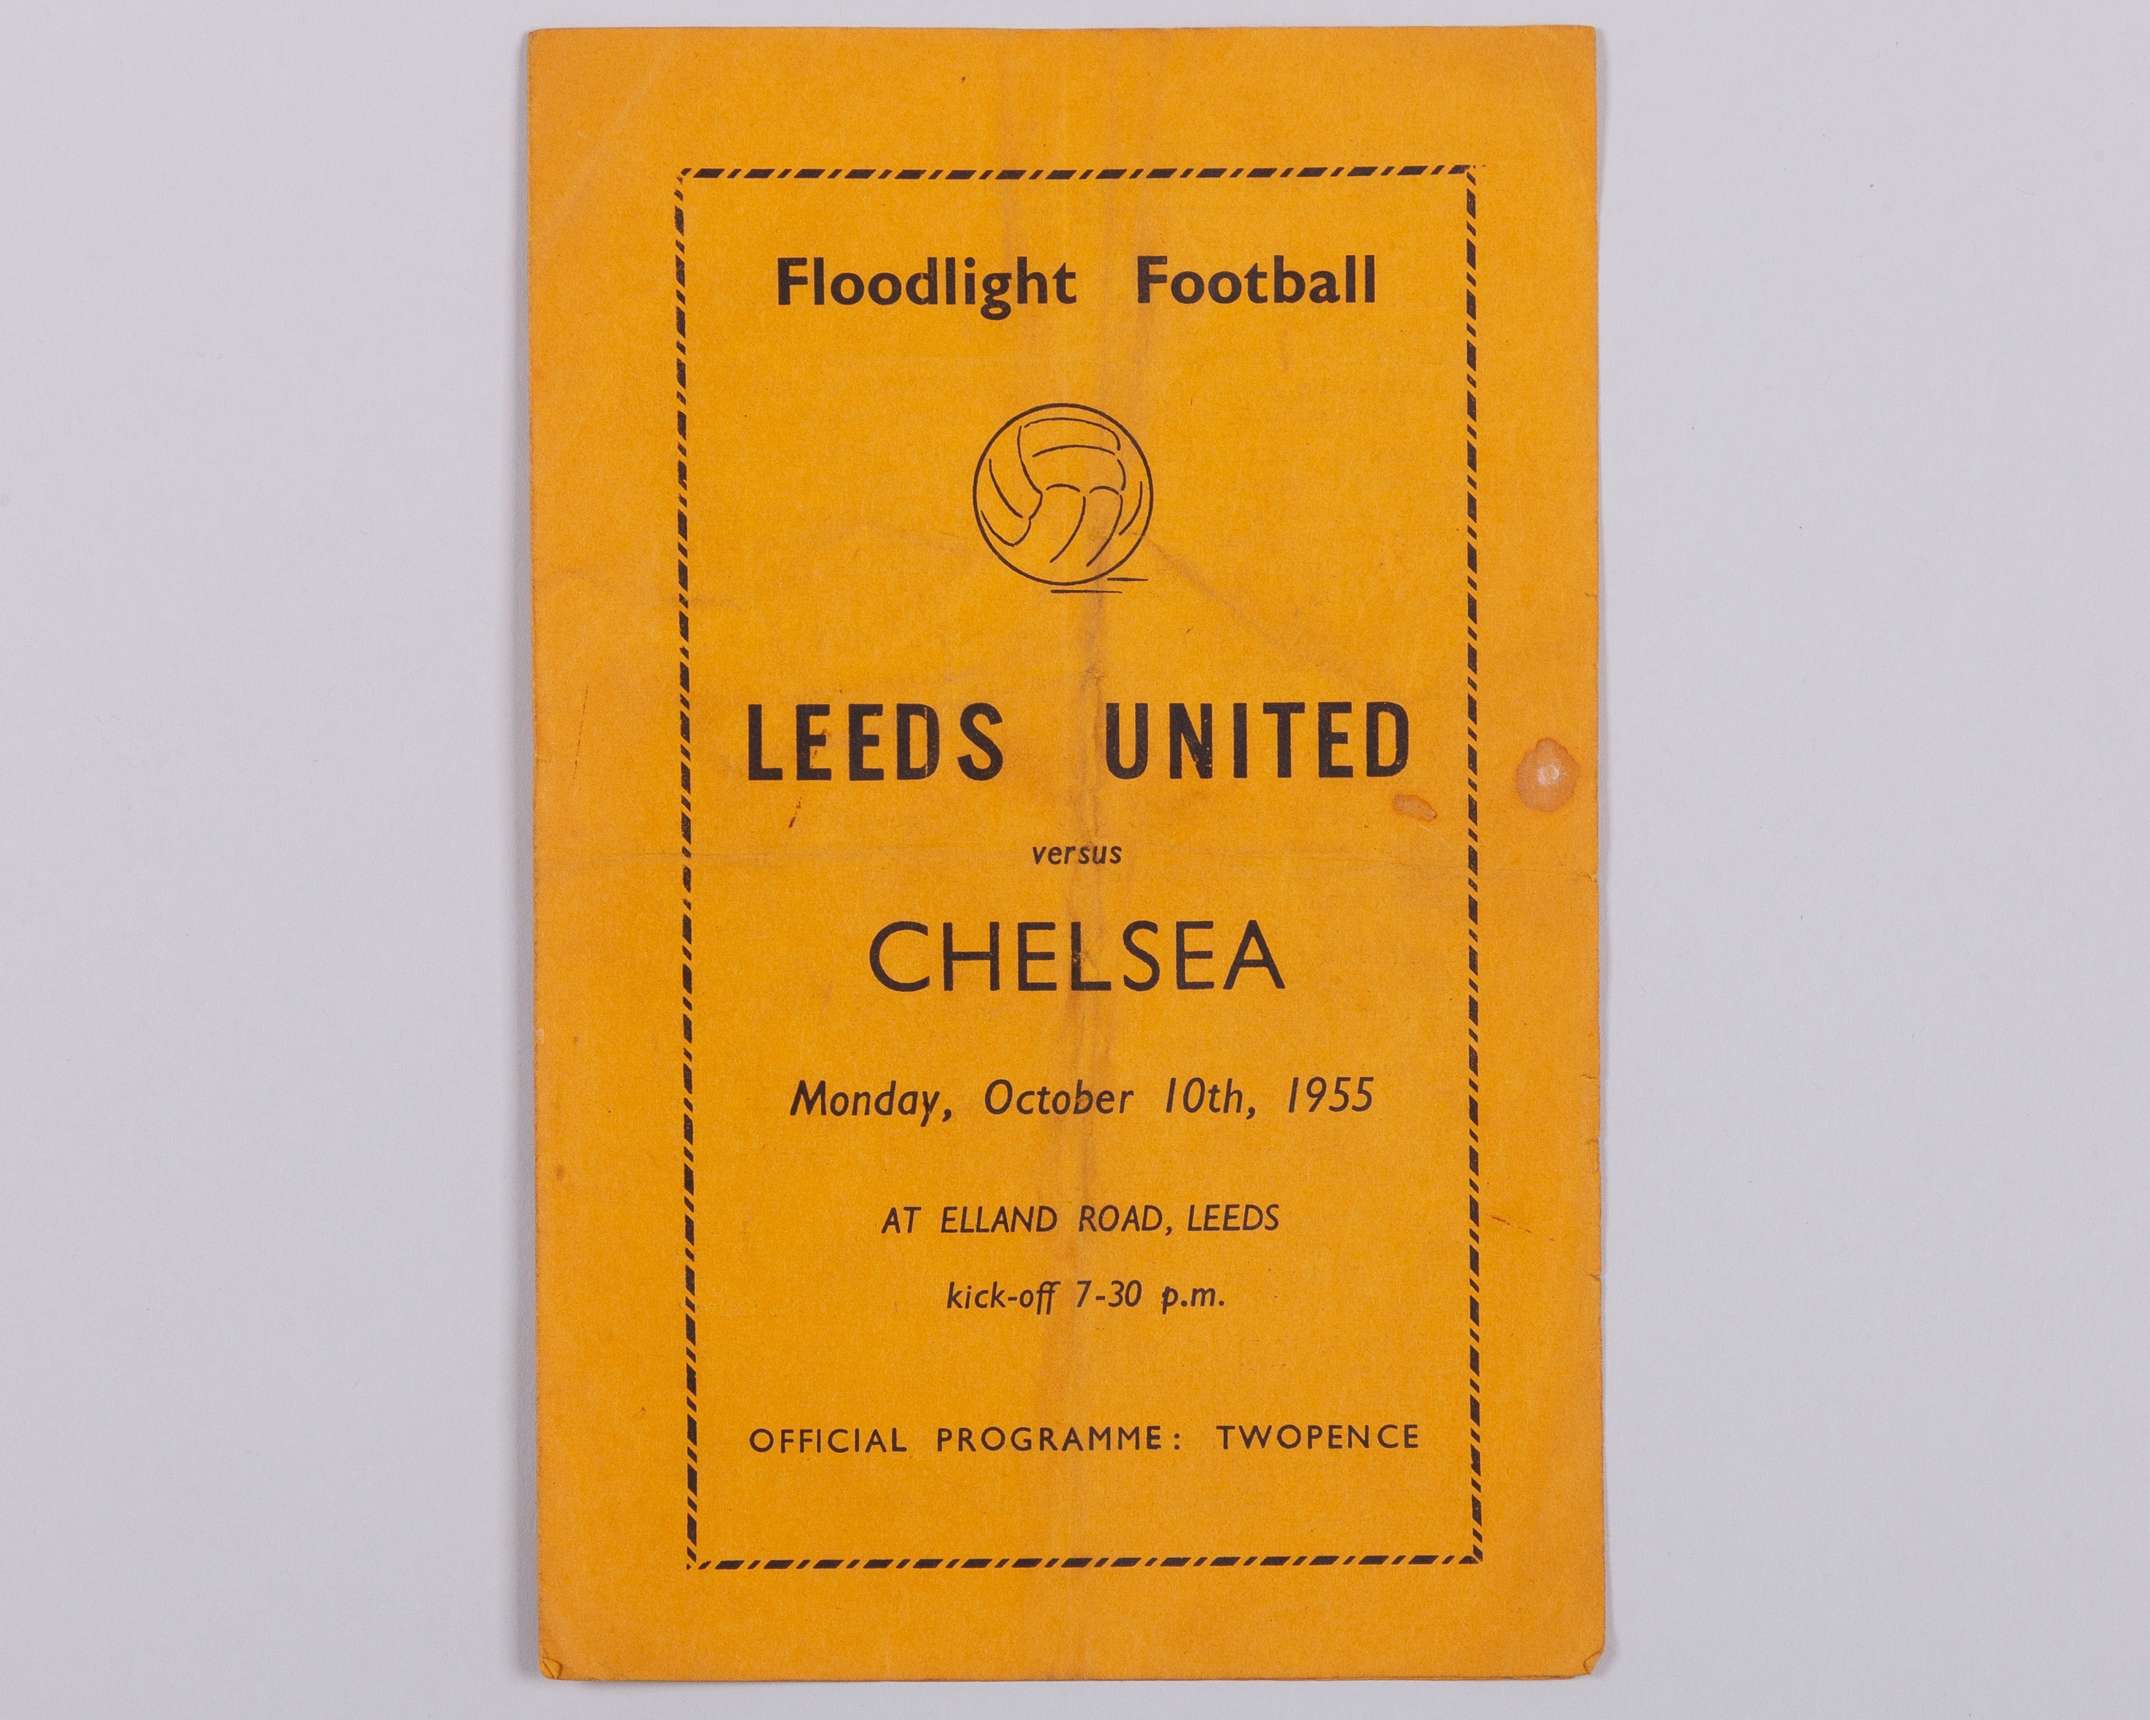 Floodlight Football
LEEDS UNITED
versus
CHELSEA
Monday, October 10th, 1955
AT ELLAND ROAD, LEEDS
kick-off 7-30 p.m.
OFFICIAL PROGRAMME: TWOPENCE